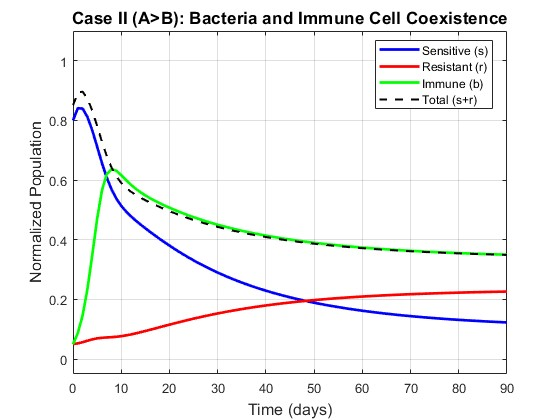 Case II (A>B): Bacteria and Immune Cell Coexistence
Sensitive (s)
Resistant (r)
Immune (b)
Total (s+r)
Normalized Population
1
0.8
0.6
0.4
0.2
0
0 10 20 30 40 50 60 70 80 90
Time (days)